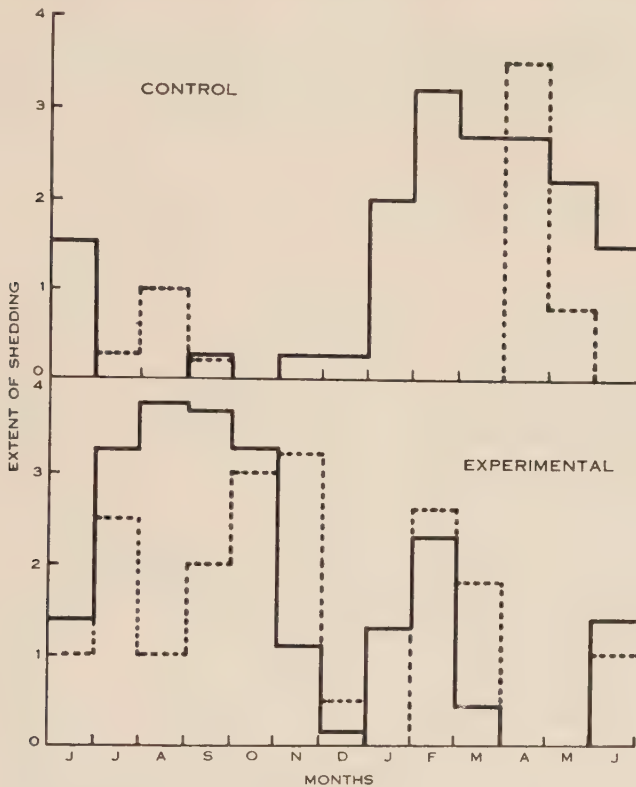 4
CONTROL
3
2
1
0
EXTENT OF SHEDDING
4
EXPERIMENTAL
3
2
1
0
J J A S O N D J F M A M J
MONTHS